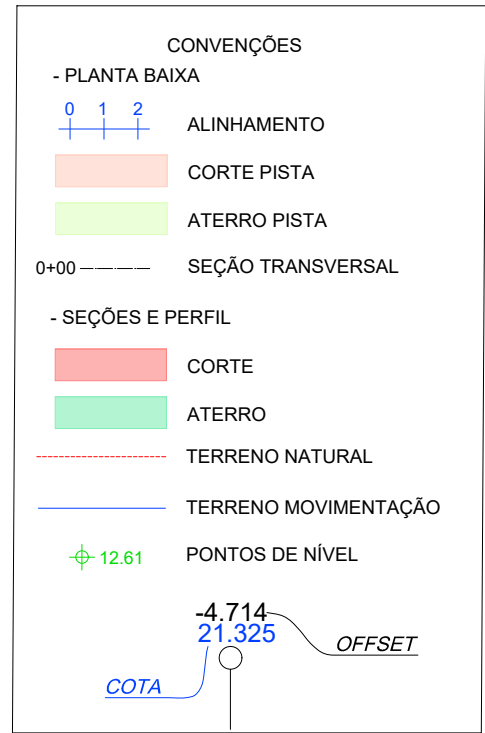 CONVENÇÕES
- PLANTA BAIXA
0 1 2
ALINHAMENTO
CORTE PISTA
ATERRO PISTA
0+00 SEÇÃO TRANSVERSAL
- SEÇÕES E PERFIL
CORTE
ATERRO
TERRENO NATURAL
TERRENO MOVIMENTAÇÃO
12.61 PONTOS DE NÍVEL
-4.714
21.325
OFFSET
COTA